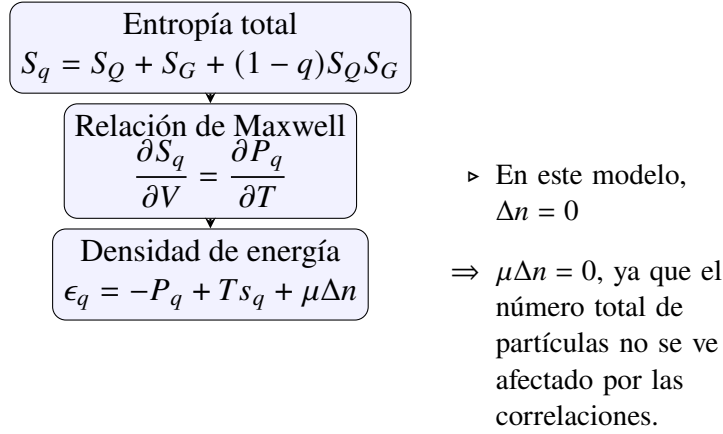 Entropía total
S_q = S_Q + S_G + (1 − q)S_Q S_G
Relación de Maxwell
∂S_q/∂V = ∂P_q/∂T
Densidad de energía
ϵ_q = −P_q + T s_q + μΔn
▹ En este modelo,
Δn = 0
⇒ μΔn = 0, ya que el
número total de
partículas no se ve
afectado por las
correlaciones.